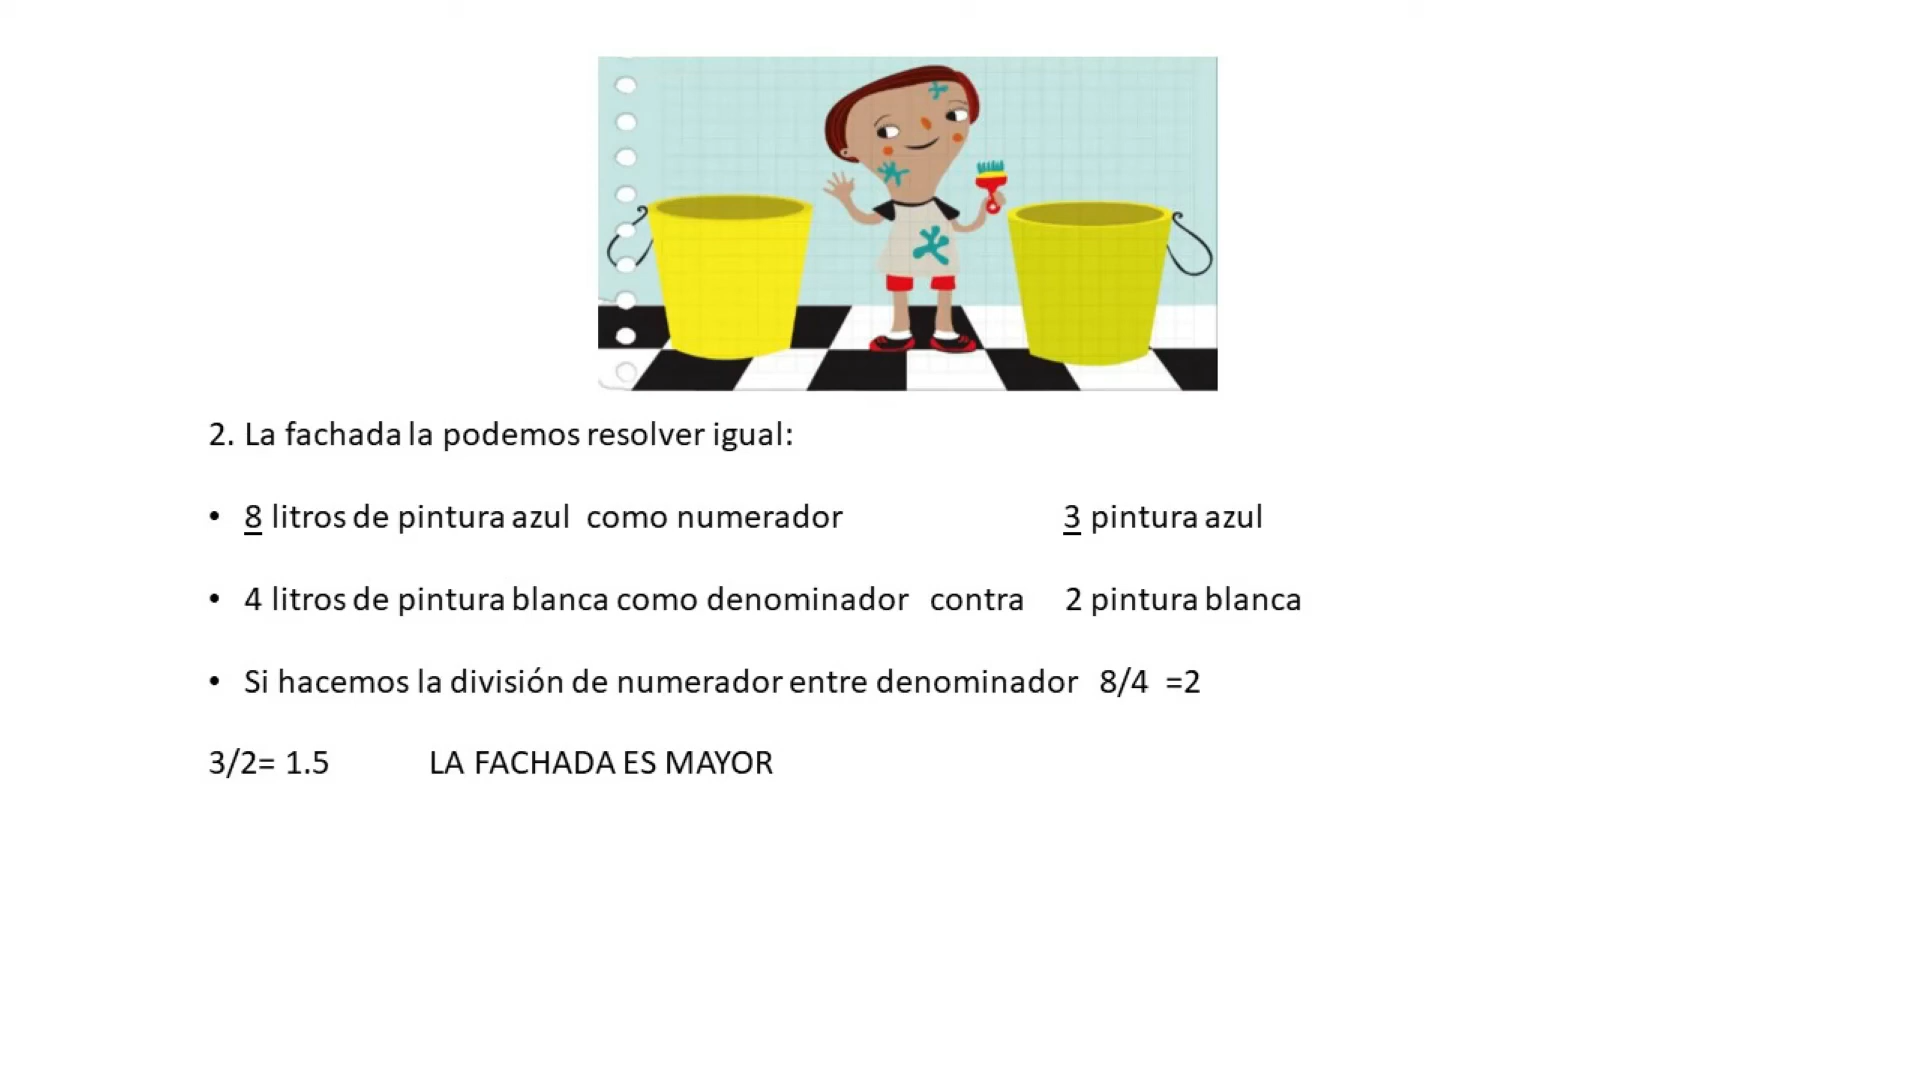 2. La fachada la podemos resolver igual:
• 8 litros de pintura azul como numerador 3 pintura azul
• 4 litros de pintura blanca como denominador contra 2 pintura blanca
• Si hacemos la división de numerador entre denominador 8/4 =2
3/2= 1.5 LA FACHADA ES MAYOR